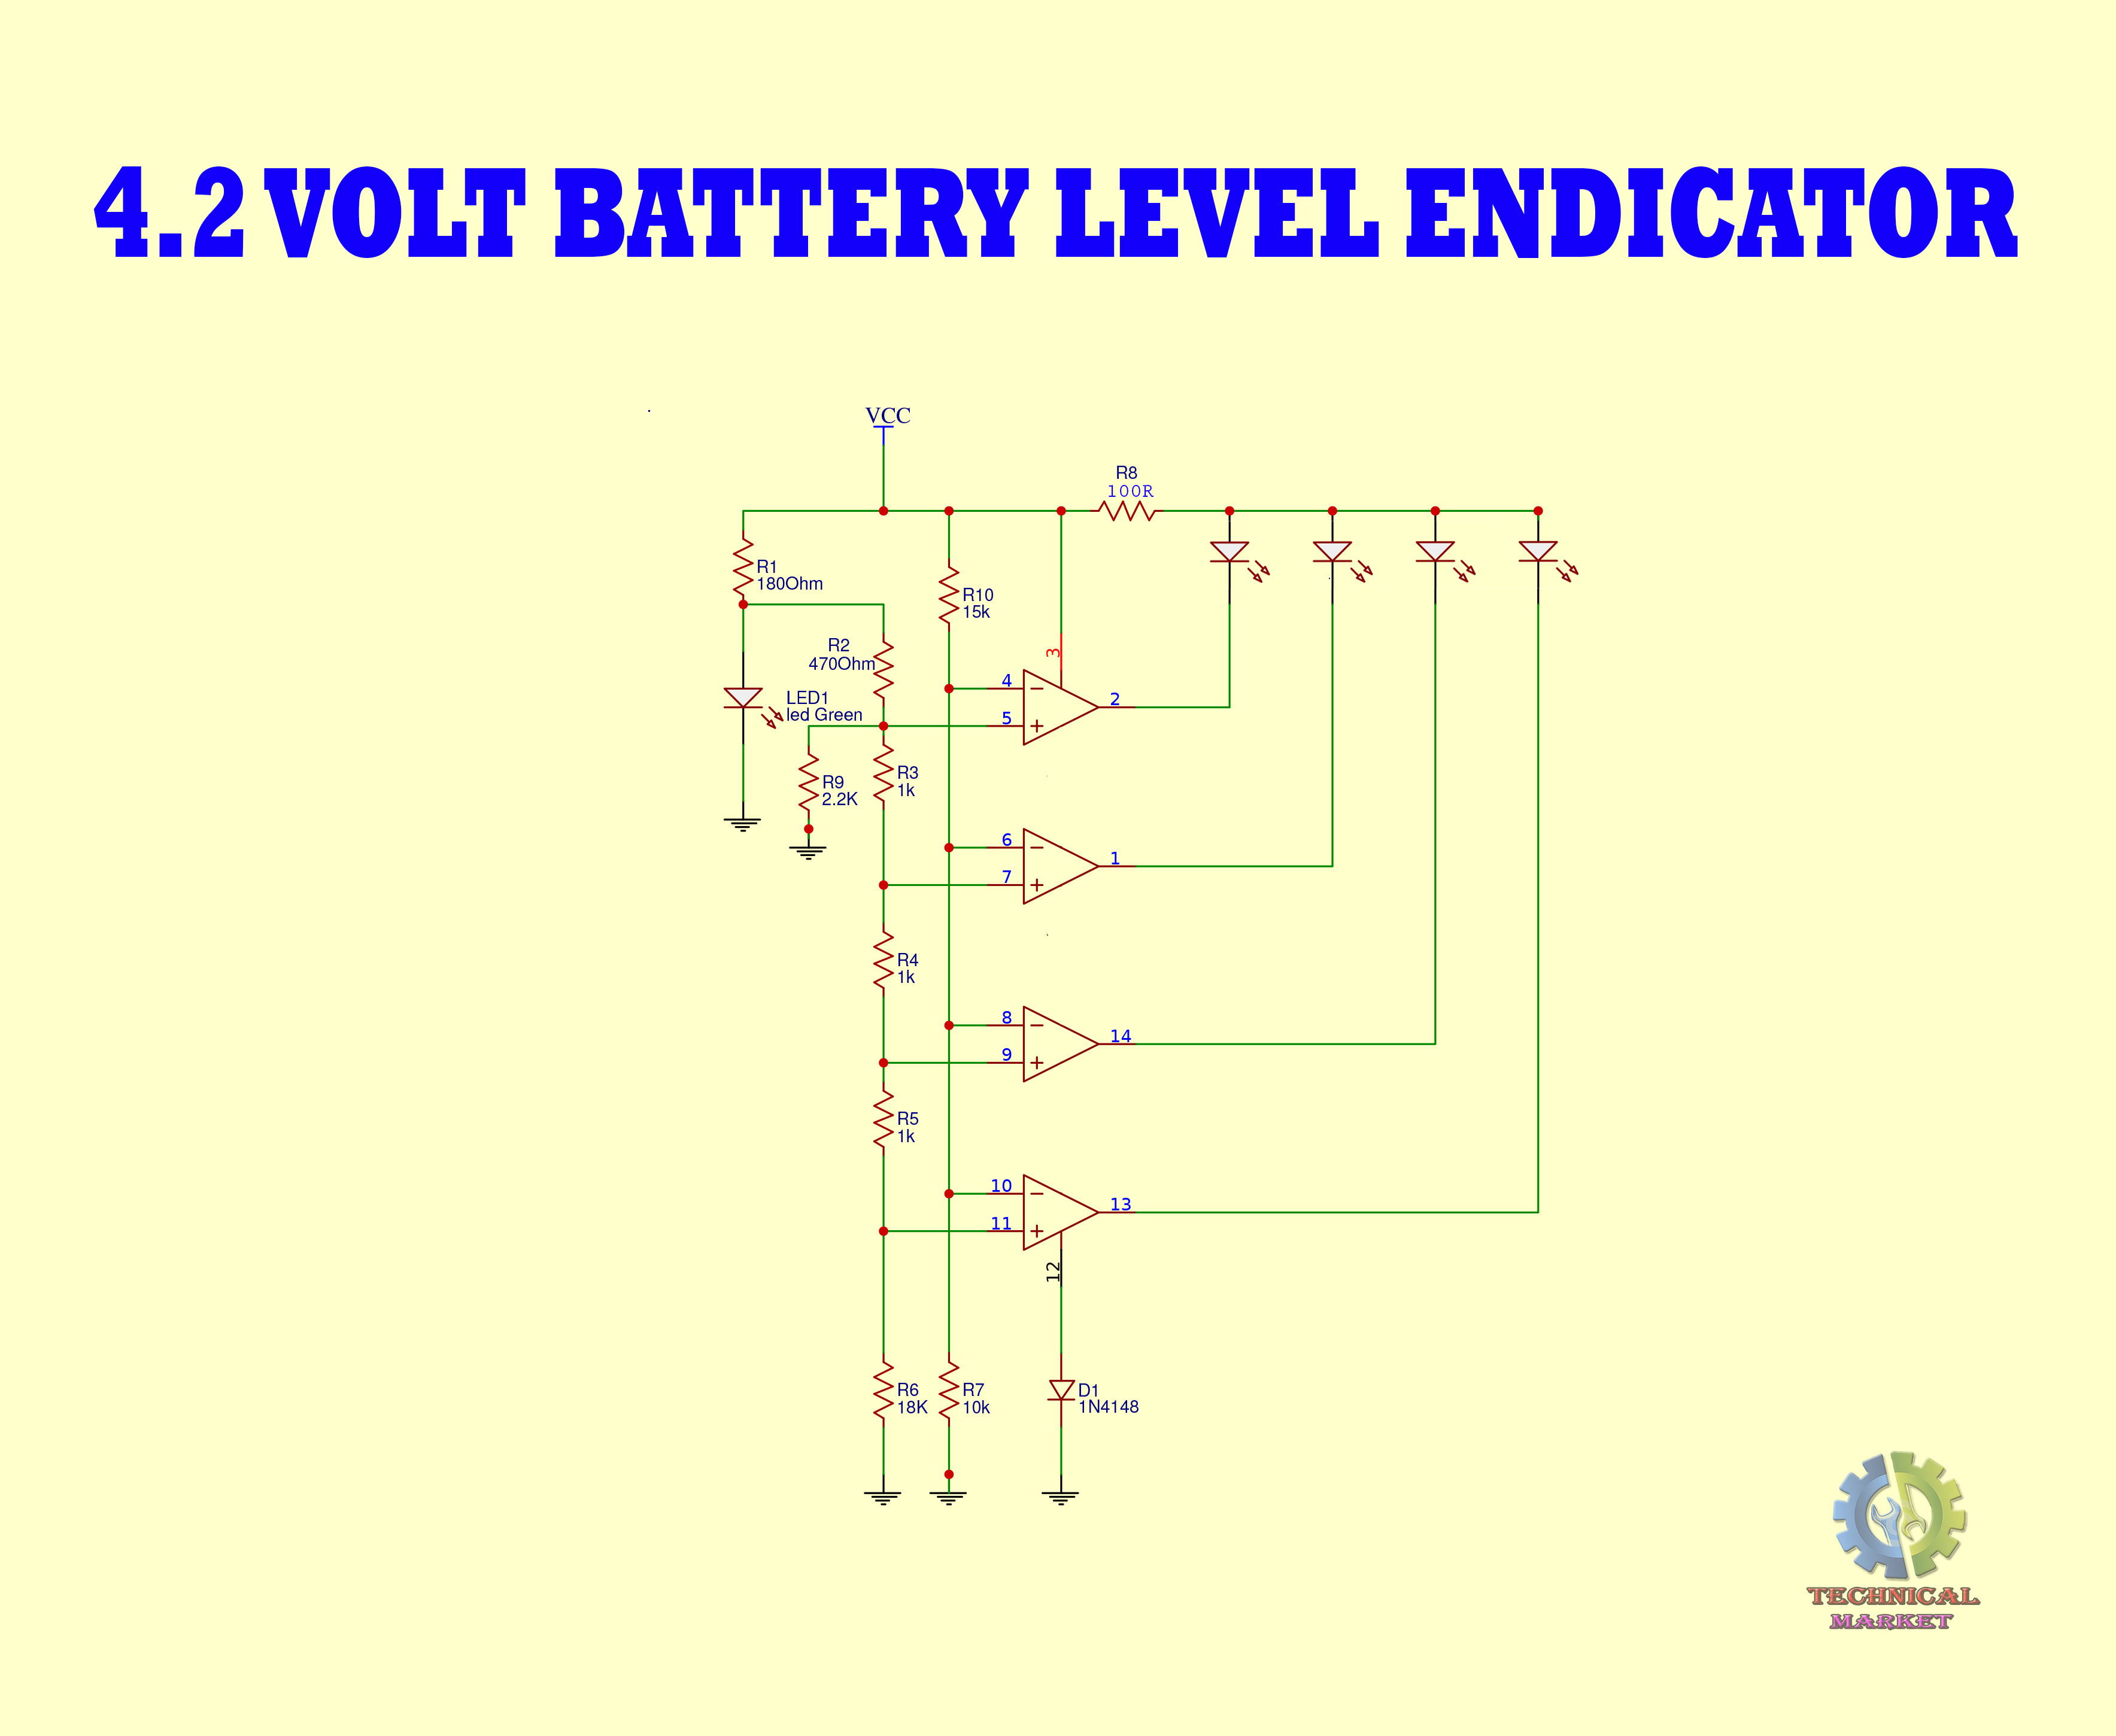 4.2 VOLT BATTERY LEVEL ENDICATOR
VCC
R8
100R
R1
180Ohm
R10
15k
R2
470Ohm
3
4
2
5
LED1
led Green
R3
1k
R9
2.2K
6
1
7
R4
1k
8
14
9
R5
1k
10
13
11
12
R6
18K
R7
10k
D1
1N4148
TECHNICAL
MARKET